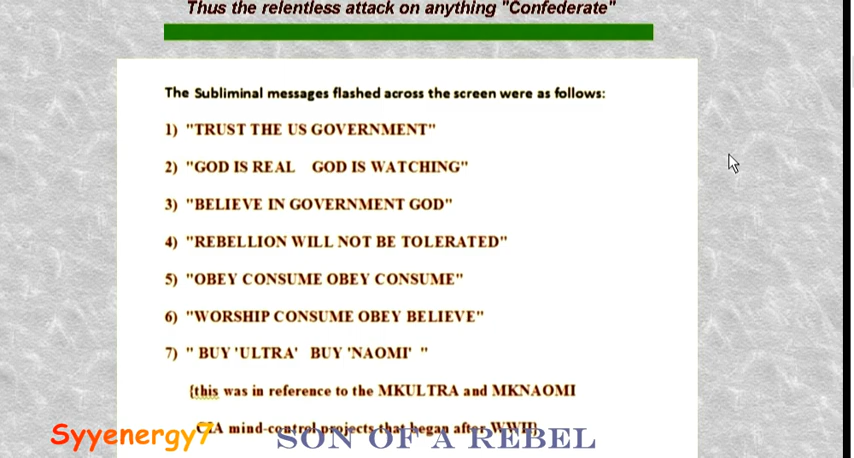 Thus the relentless attack on anything "Confederate"
The Subliminal messages flashed across the screen were as follows:
1) "TRUST THE US GOVERNMENT"
2) "GOD IS REAL GOD IS WATCHING"
3) "BELIEVE IN GOVERNMENT GOD"
4) "REBELLION WILL NOT BE TOLERATED"
5) "OBEY CONSUME OBEY CONSUME"
6) "WORSHIP CONSUME OBEY BELIEVE"
7) " BUY 'ULTRA' BUY 'NAOMI' "
{this was in reference to the MKULTRA and MKNAOMI
CIA mind-control projects that began after WWII}
Syyenergy7
SON OF A REBEL